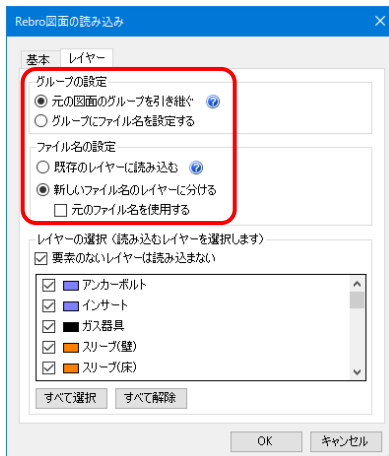 Rebro図面の読み込み
基本 レイヤー
グループの設定
元の図面のグループを引き継ぐ
グループにファイル名を設定する
ファイル名の設定
既存のレイヤーに読み込む
新しいファイル名のレイヤーに分ける
元のファイル名を使用する
レイヤーの選択（読み込むレイヤーを選択します）
要素のないレイヤーは読み込まない
アンカーボルト
インサート
ガス器具
スリーブ(壁)
スリーブ(床)
すべて選択 すべて解除
OK キャンセル